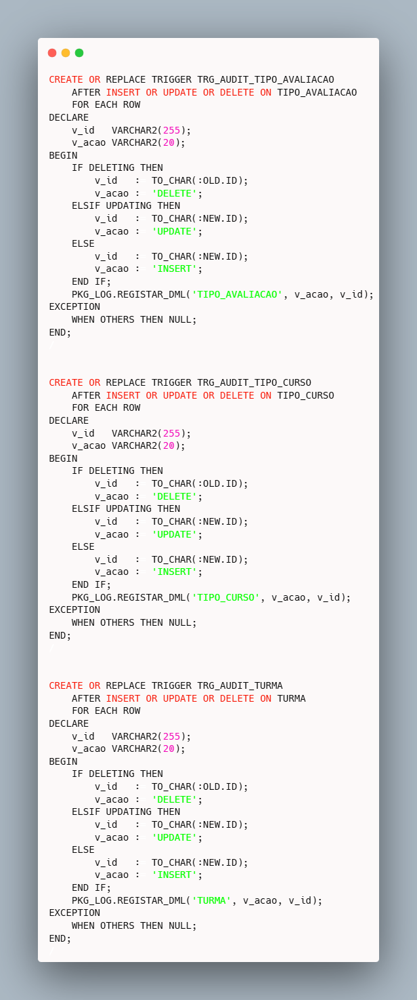 CREATE OR REPLACE TRIGGER TRG_AUDIT_TIPO_AVALIACAO
    AFTER INSERT OR UPDATE OR DELETE ON TIPO_AVALIACAO
    FOR EACH ROW
DECLARE
    v_id   VARCHAR2(255);
    v_acao VARCHAR2(20);
BEGIN
    IF DELETING THEN
        v_id   := TO_CHAR(:OLD.ID);
        v_acao := 'DELETE';
    ELSIF UPDATING THEN
        v_id   := TO_CHAR(:NEW.ID);
        v_acao := 'UPDATE';
    ELSE
        v_id   := TO_CHAR(:NEW.ID);
        v_acao := 'INSERT';
    END IF;
    PKG_LOG.REGISTAR_DML('TIPO_AVALIACAO', v_acao, v_id);
EXCEPTION
    WHEN OTHERS THEN NULL;
END;
/
CREATE OR REPLACE TRIGGER TRG_AUDIT_TIPO_CURSO
    AFTER INSERT OR UPDATE OR DELETE ON TIPO_CURSO
    FOR EACH ROW
DECLARE
    v_id   VARCHAR2(255);
    v_acao VARCHAR2(20);
BEGIN
    IF DELETING THEN
        v_id   := TO_CHAR(:OLD.ID);
        v_acao := 'DELETE';
    ELSIF UPDATING THEN
        v_id   := TO_CHAR(:NEW.ID);
        v_acao := 'UPDATE';
    ELSE
        v_id   := TO_CHAR(:NEW.ID);
        v_acao := 'INSERT';
    END IF;
    PKG_LOG.REGISTAR_DML('TIPO_CURSO', v_acao, v_id);
EXCEPTION
    WHEN OTHERS THEN NULL;
END;
/
CREATE OR REPLACE TRIGGER TRG_AUDIT_TURMA
    AFTER INSERT OR UPDATE OR DELETE ON TURMA
    FOR EACH ROW
DECLARE
    v_id   VARCHAR2(255);
    v_acao VARCHAR2(20);
BEGIN
    IF DELETING THEN
        v_id   := TO_CHAR(:OLD.ID);
        v_acao := 'DELETE';
    ELSIF UPDATING THEN
        v_id   := TO_CHAR(:NEW.ID);
        v_acao := 'UPDATE';
    ELSE
        v_id   := TO_CHAR(:NEW.ID);
        v_acao := 'INSERT';
    END IF;
    PKG_LOG.REGISTAR_DML('TURMA', v_acao, v_id);
EXCEPTION
    WHEN OTHERS THEN NULL;
END;
/